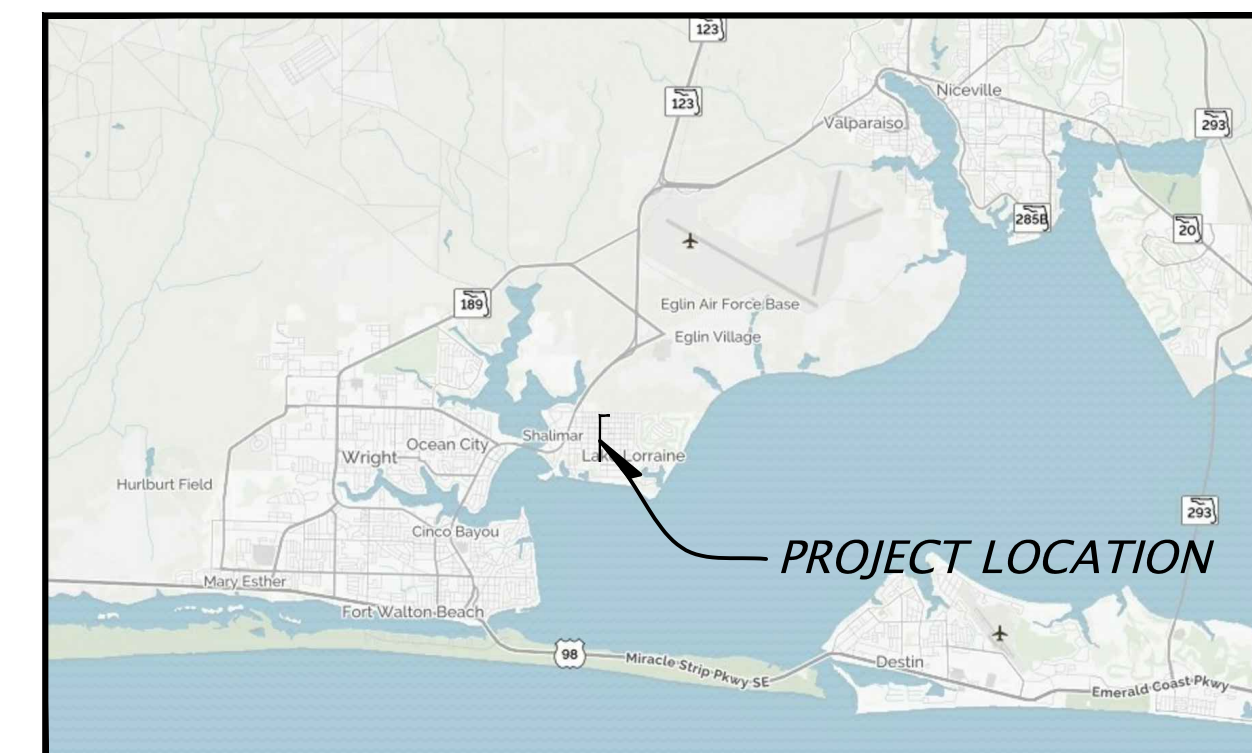 123
123
Niceville
Valparaiso
293
285B
20
189
Eglin Air Force Base
Eglin Village
Shalimar
Ocean City
Lake Lorraine
Wright
Hurlburt Field
293
Cinco Bayou
PROJECT LOCATION
Mary Esther
Fort Walton Beach
98
Miracle Strip Pkwy SE
Destin
Emerald Coast Pkwy